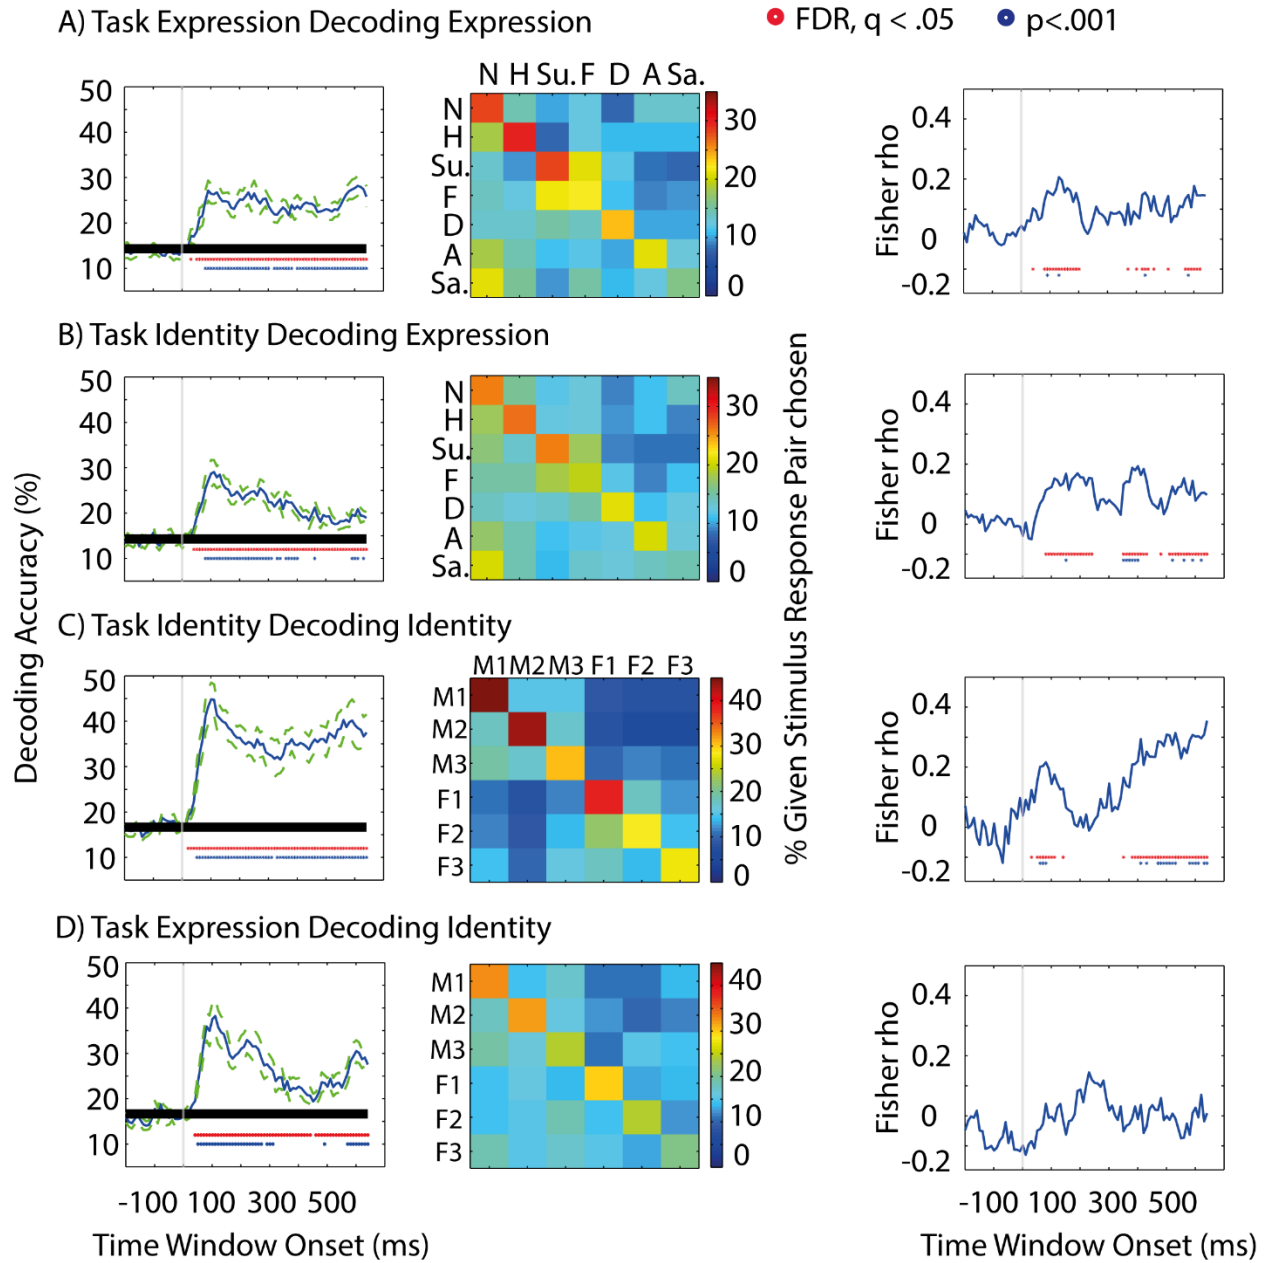 A) Task Expression Decoding Expression
FDR, q < .05
p<.001
N H Su. F D A Sa.
50
40
30
20
10
N
H
Su.
F
D
A
Sa.
30
20
10
0
Fisher rho
0.4
0.2
0
-0.2
B) Task Identity Decoding Expression
50
40
30
20
10
N
H
Su.
F
D
A
Sa.
30
20
10
0
Fisher rho
0.4
0.2
0
-0.2
Decoding Accuracy (%)
% Given Stimulus Response Pair chosen
C) Task Identity Decoding Identity
M1 M2 M3 F1 F2 F3
50
40
30
20
10
M1
M2
M3
F1
F2
F3
40
30
20
10
0
Fisher rho
0.4
0.2
0
-0.2
D) Task Expression Decoding Identity
50
40
30
20
10
M1
M2
M3
F1
F2
F3
40
30
20
10
0
Fisher rho
0.4
0.2
0
-0.2
-100 100 300 500
Time Window Onset (ms)
-100 100 300 500
Time Window Onset (ms)